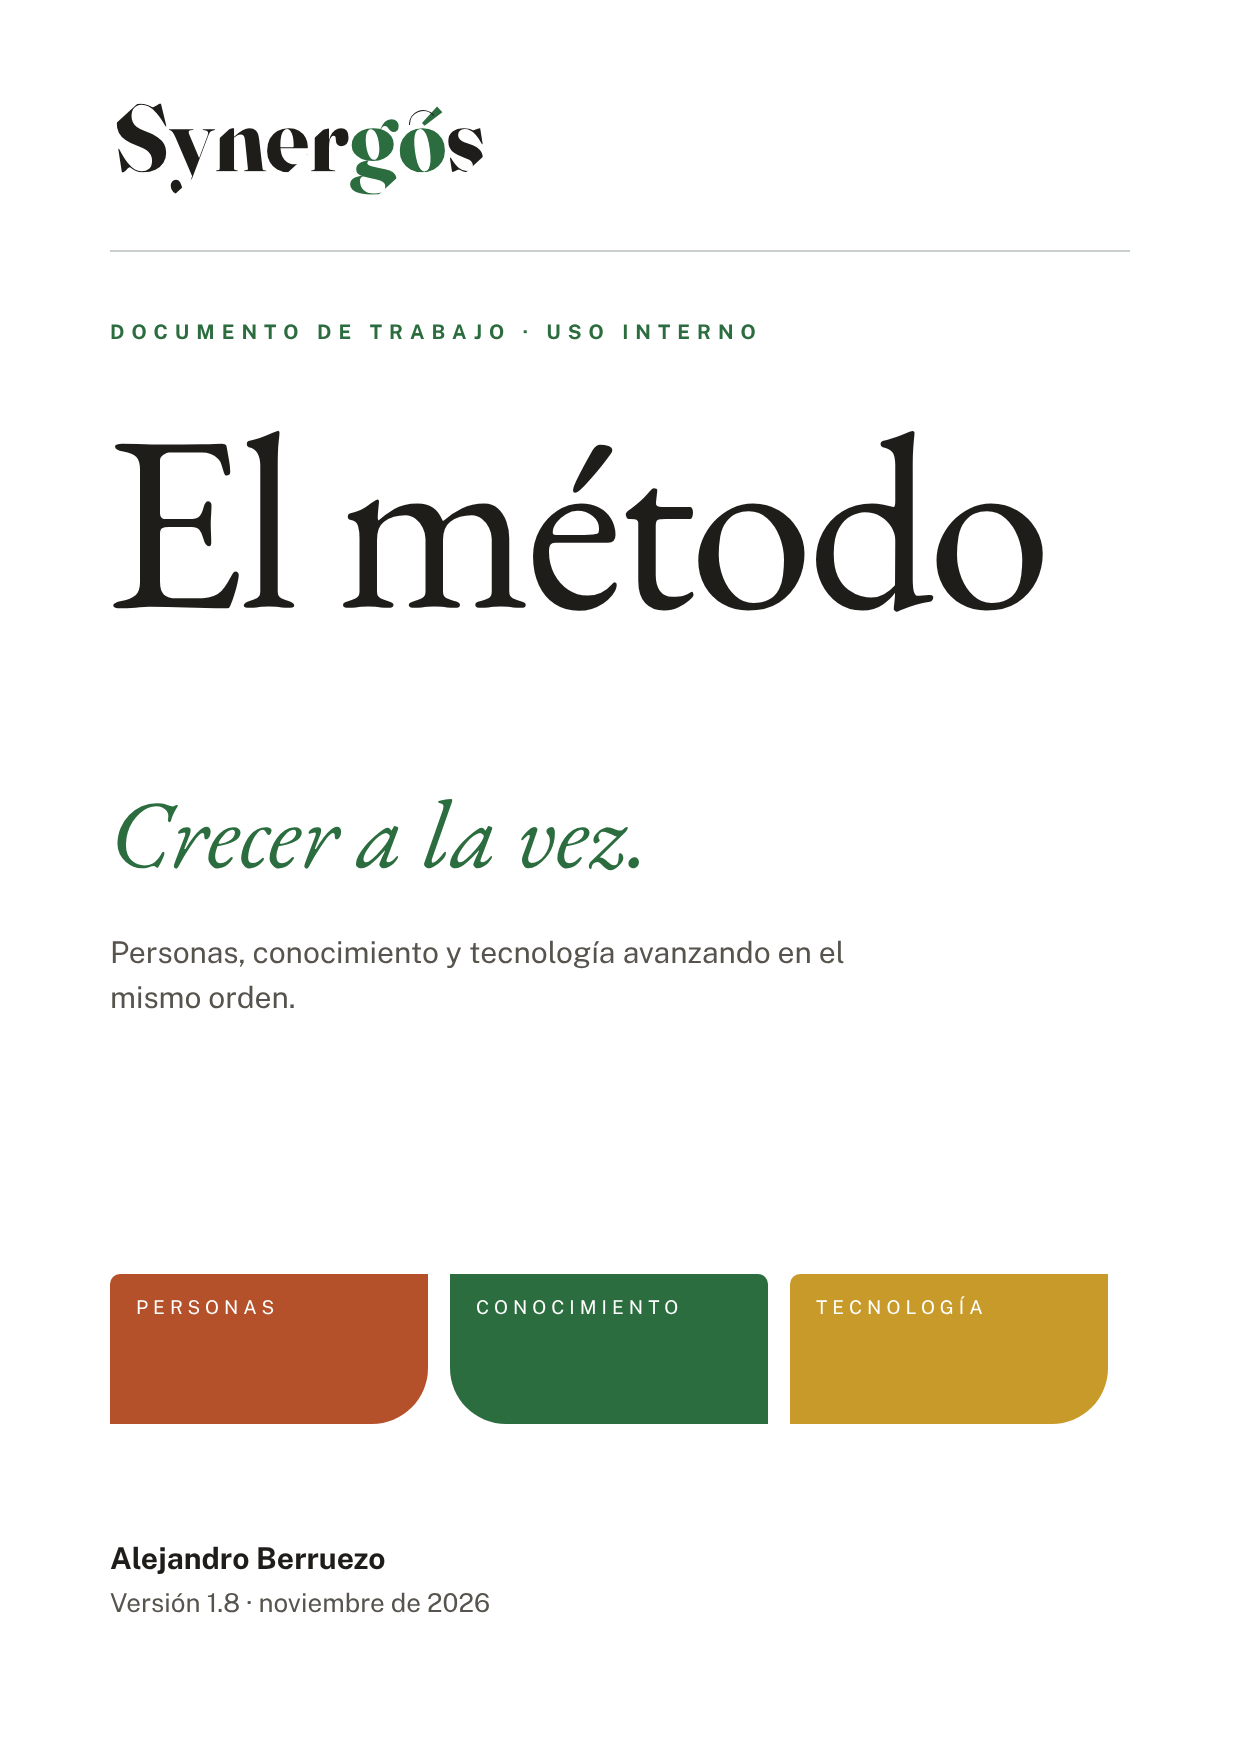 Synergós
DOCUMENTO DE TRABAJO · USO INTERNO
El método
Crecer a la vez.
Personas, conocimiento y tecnología avanzando en el
mismo orden.
PERSONAS
CONOCIMIENTO
TECNOLOGÍA
Alejandro Berruezo
Versión 1.8 · noviembre de 2026